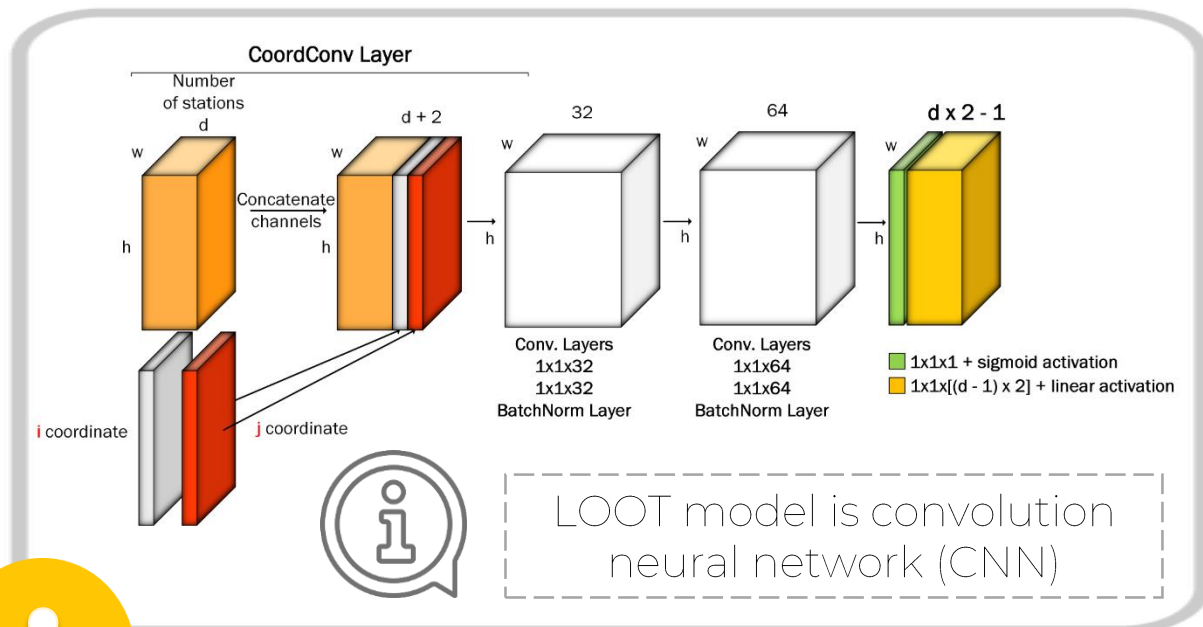 CoordConv Layer
Number
of stations
d
w
h
Concatenate
channels
d + 2
w
h
32
w
h
64
w
h
d x 2 - 1
w
h
Conv. Layers
1x1x32
1x1x32
BatchNorm Layer
Conv. Layers
1x1x64
1x1x64
BatchNorm Layer
1x1x1 + sigmoid activation
1x1x[(d - 1) x 2] + linear activation
i coordinate
j coordinate
LOOT model is convolution
neural network (CNN)